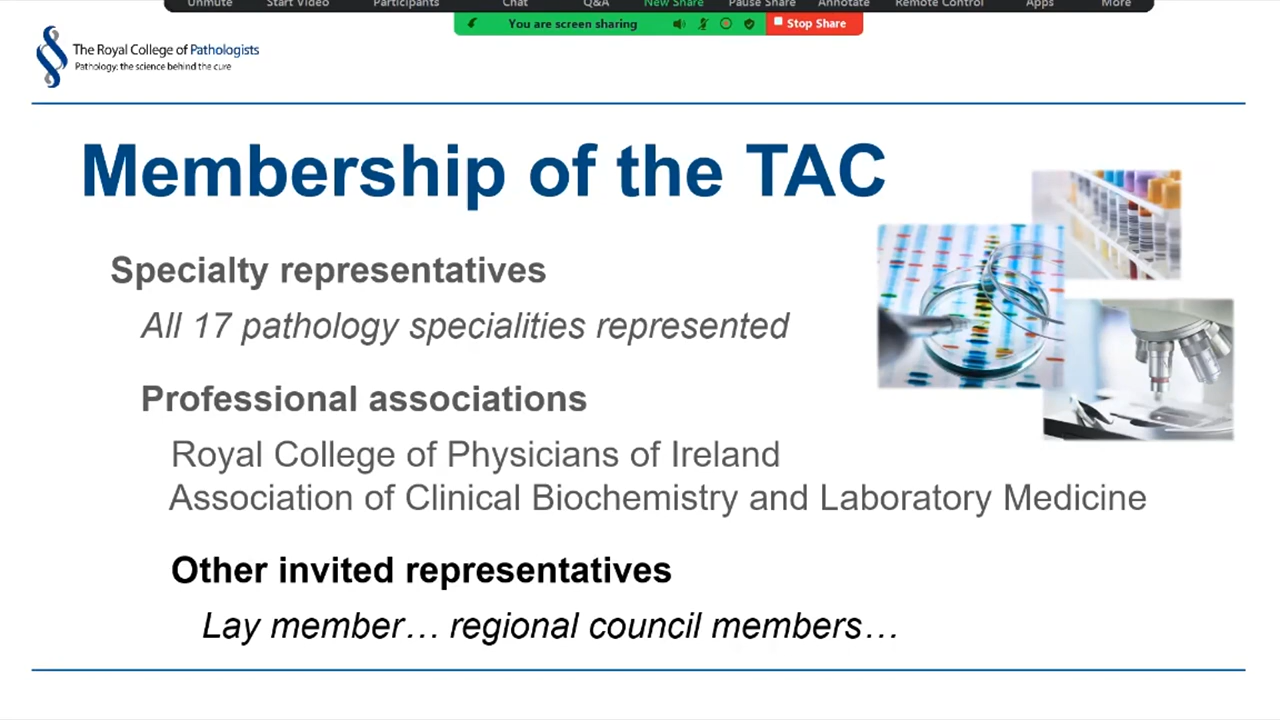 Unmute Start Video Participants Chat Q&A New Share Pause Share Annotate Remote Control Apps More
You are screen sharing Stop Share
The Royal College of Pathologists
Pathology: the science behind the cure
Membership of the TAC
Specialty representatives
All 17 pathology specialities represented
Professional associations
Royal College of Physicians of Ireland
Association of Clinical Biochemistry and Laboratory Medicine
Other invited representatives
Lay member… regional council members…